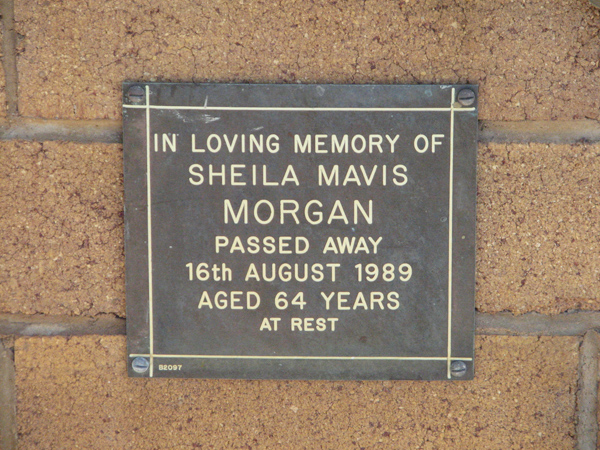 IN LOVING MEMORY OF
SHEILA MAVIS
MORGAN
PASSED AWAY
16th AUGUST 1989
AGED 64 YEARS
AT REST
B2097